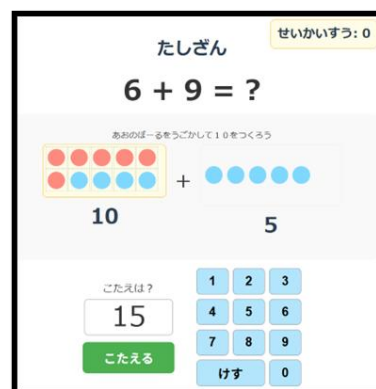 せいかいすう: 0
たしざん
6 + 9 = ?
あおのぼーるをうごかして１０をつくろう
+
10
5
こたえは？
15
こたえる
1 2 3
4 5 6
7 8 9
けす 0